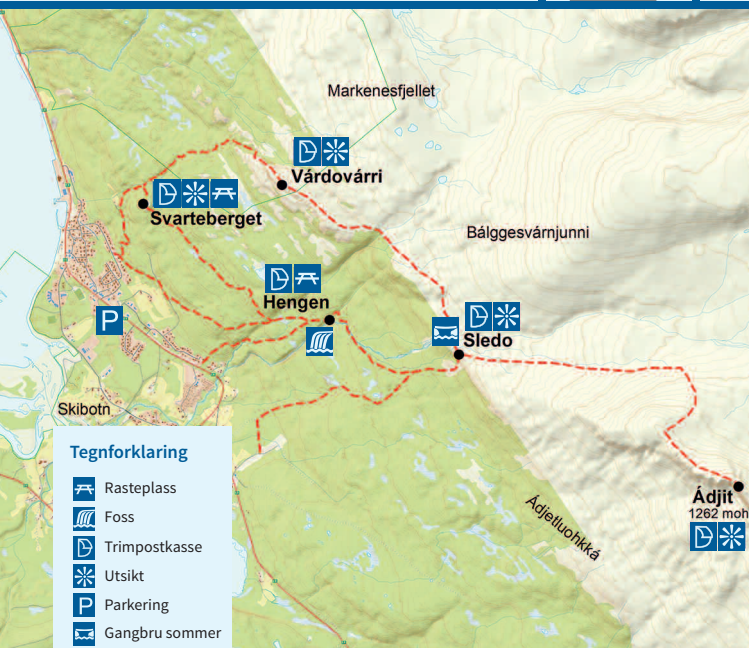 Markenesfjellet
Várdovárri
Svarteberget
Bálggesvárnjunni
Hengen
P
Sledo
Skibotn
Ádjit
1262 moh
Ádjetluohkká
Tegnforklaring
Rasteplass
Foss
Trimpostkasse
Utsikt
P Parkering
Gangbru sommer